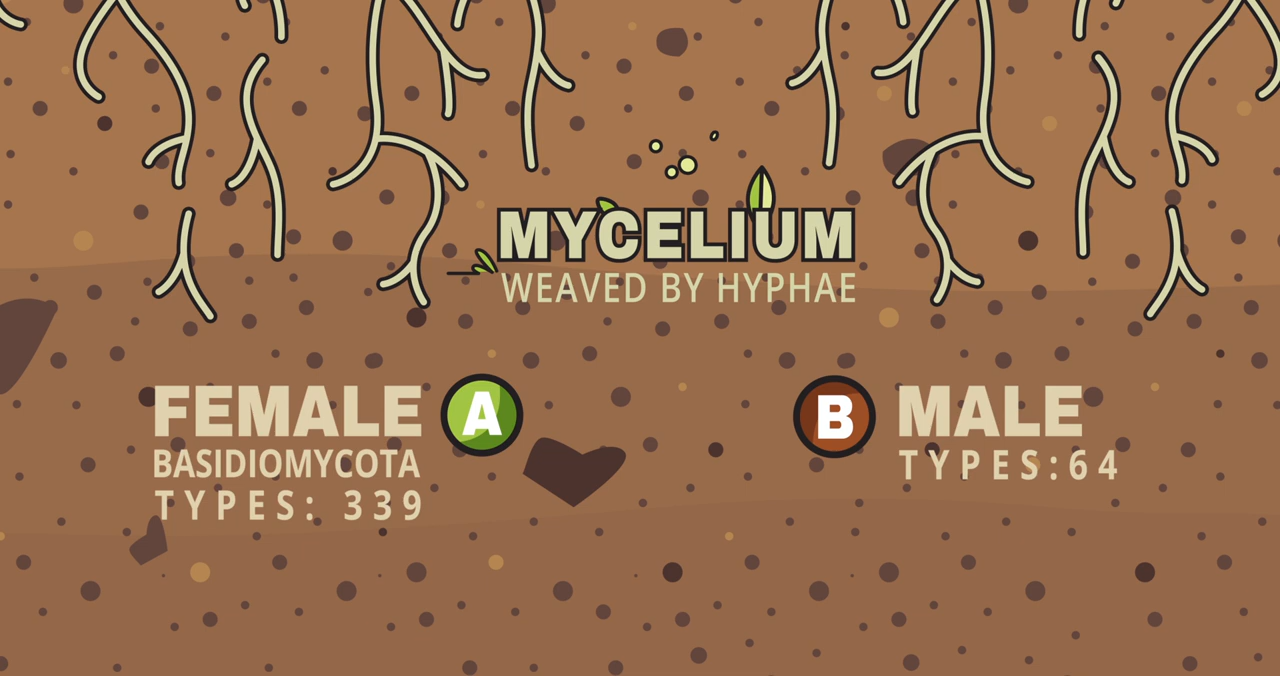 MYCELIUM
WEAVED BY HYPHAE
FEMALE A
BASIDIOMYCOTA
TYPES: 339
B MALE
TYPES:64